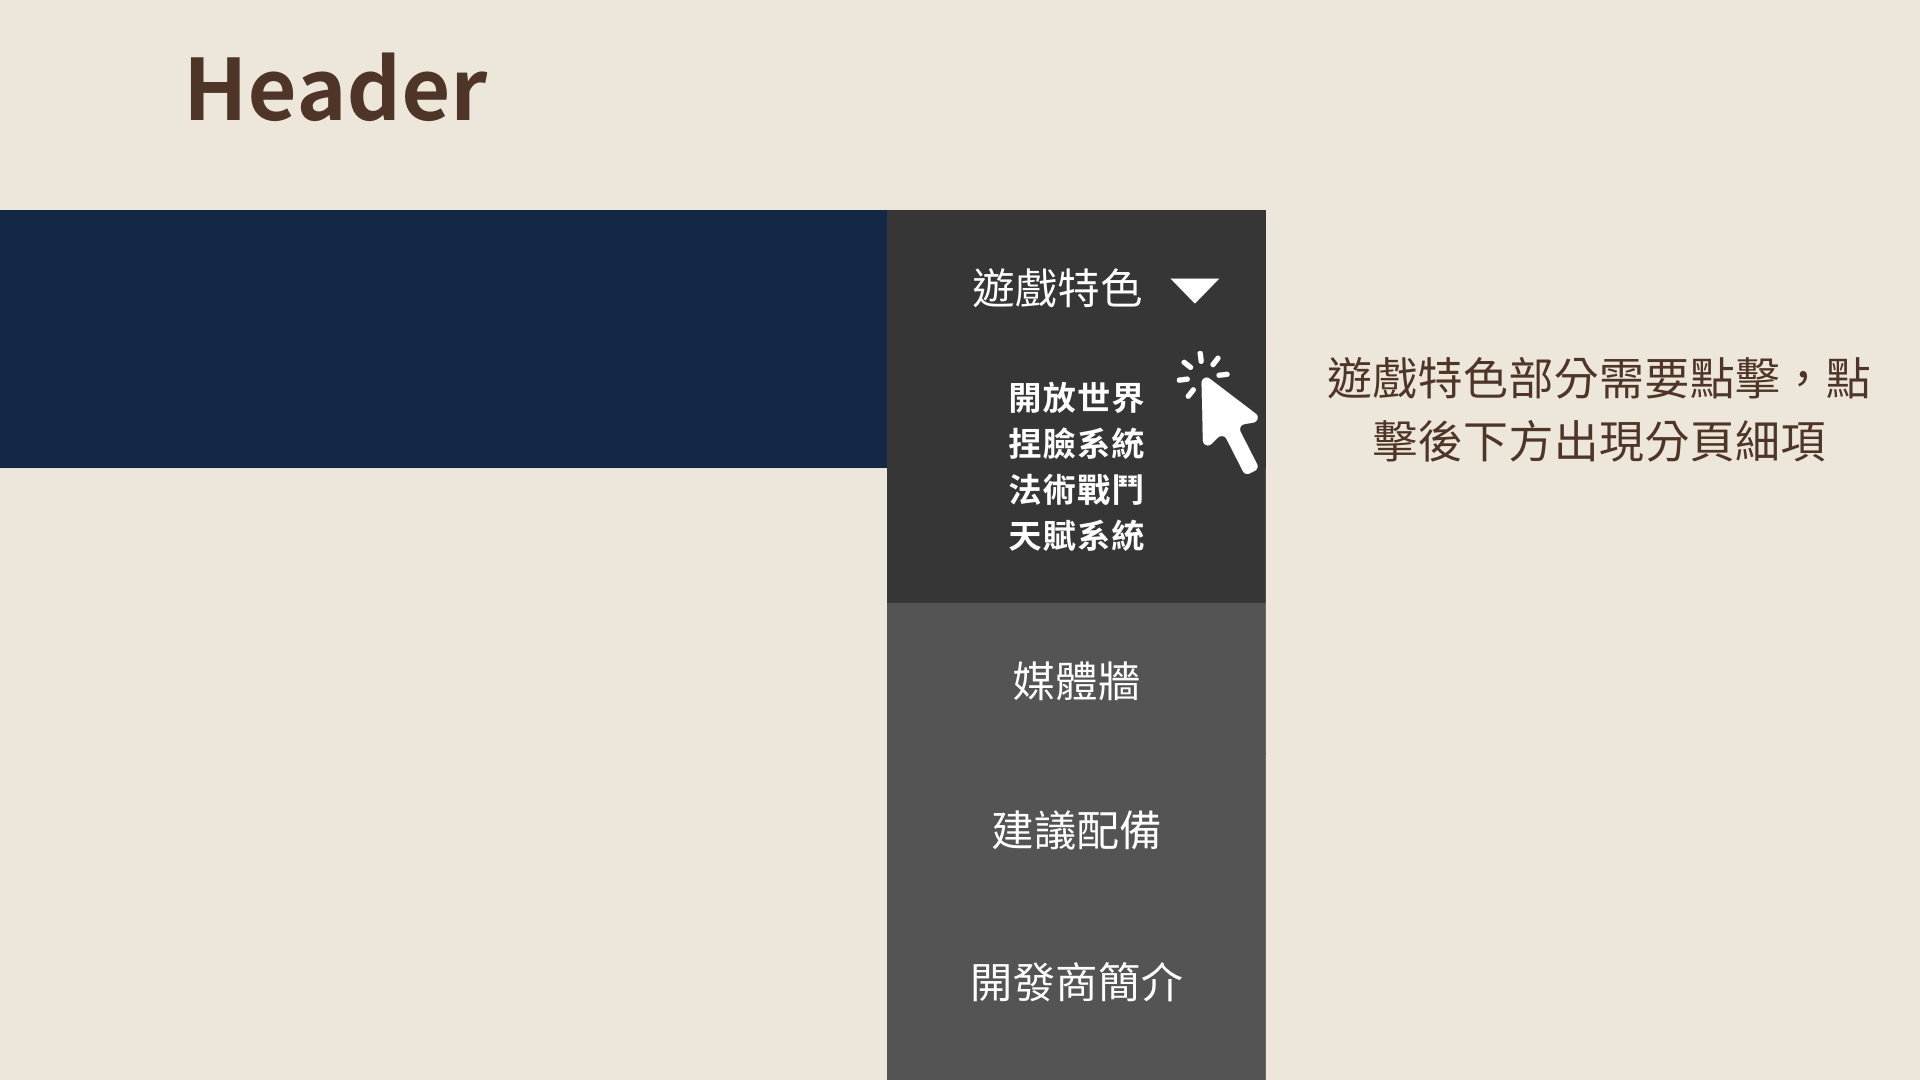 Header
遊戲特色
開放世界
捏臉系統
法術戰鬥
天賦系統
媒體牆
建議配備
開發商簡介
遊戲特色部分需要點擊，點
擊後下方出現分頁細項